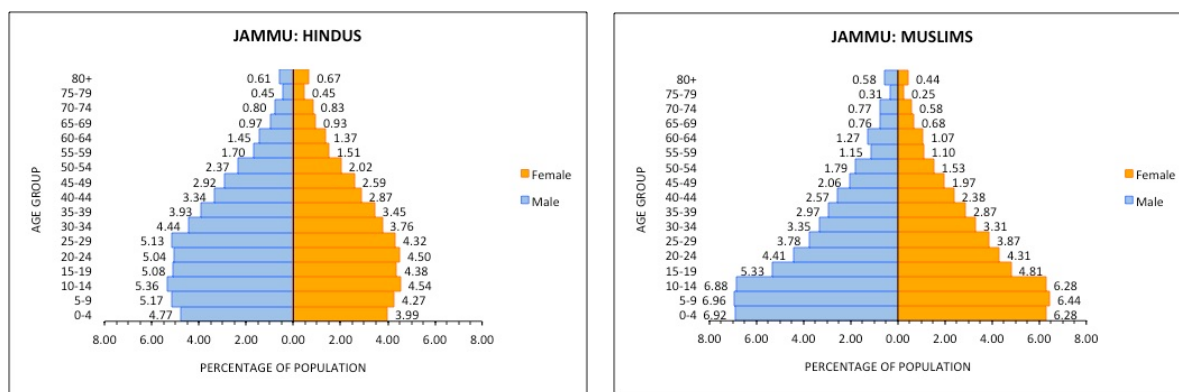 JAMMU: HINDUS
80+ 0.61 0.67
75-79 0.45 0.45
70-74 0.80 0.83
65-69 0.97 0.93
60-64 1.45 1.37
55-59 1.70 1.51
50-54 2.37 2.02
45-49 2.92 2.59
40-44 3.34 2.87
35-39 3.93 3.45
30-34 4.44 3.76
25-29 5.13 4.32
20-24 5.04 4.50
15-19 5.08 4.38
10-14 5.36 4.54
5-9 5.17 4.27
0-4 4.77 3.99
AGE GROUP
Female
Male
8.00 6.00 4.00 2.00 0.00 2.00 4.00 6.00 8.00
PERCENTAGE OF POPULATION
JAMMU: MUSLIMS
80+ 0.58 0.44
75-79 0.31 0.25
70-74 0.77 0.58
65-69 0.76 0.68
60-64 1.27 1.07
55-59 1.15 1.10
50-54 1.79 1.53
45-49 2.06 1.97
40-44 2.57 2.38
35-39 2.97 2.87
30-34 3.35 3.31
25-29 3.78 3.87
20-24 4.41 4.31
15-19 5.33 4.81
10-14 6.88 6.28
5-9 6.96 6.44
0-4 6.92 6.28
AGE GROUP
Female
Male
8.00 6.00 4.00 2.00 0.00 2.00 4.00 6.00 8.00
PERCENTAGE OF POPULATION